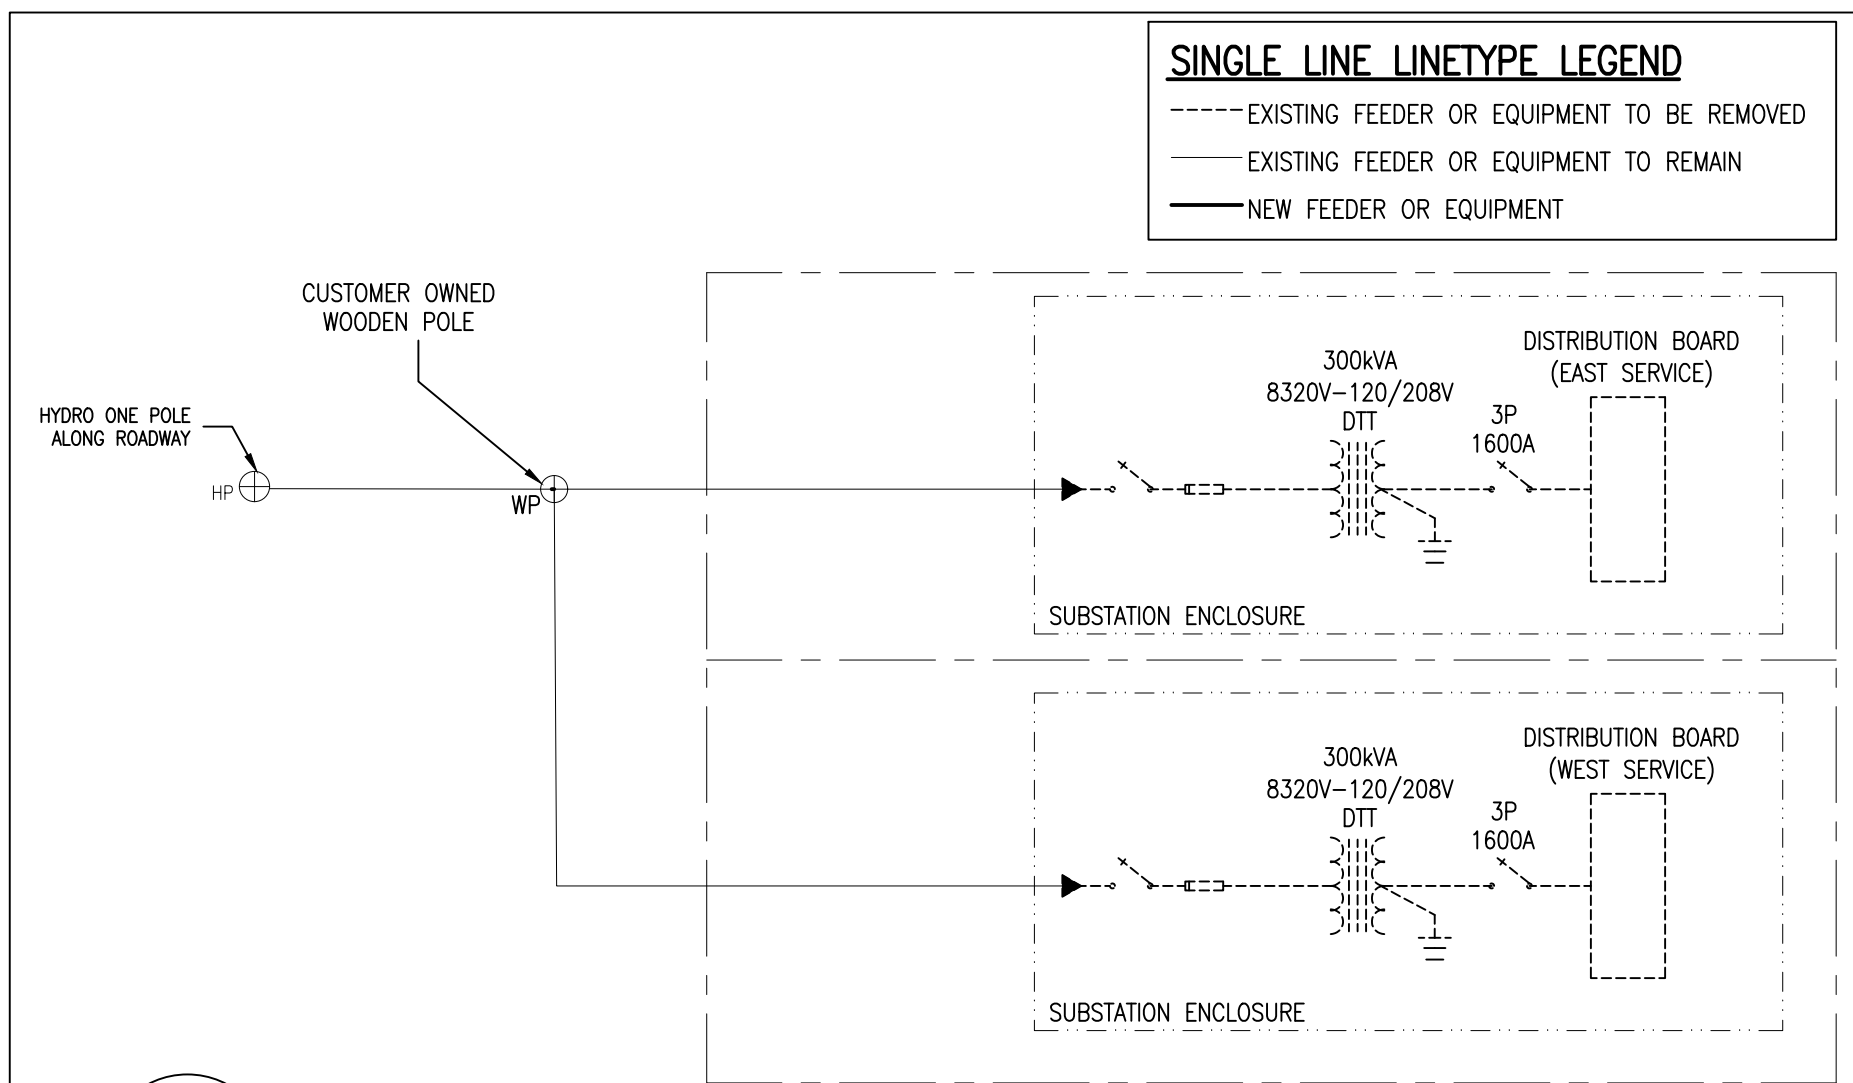 SINGLE LINE LINETYPE LEGEND
EXISTING FEEDER OR EQUIPMENT TO BE REMOVED
EXISTING FEEDER OR EQUIPMENT TO REMAIN
NEW FEEDER OR EQUIPMENT
CUSTOMER OWNED
WOODEN POLE
HYDRO ONE POLE
ALONG ROADWAY
HP
WP
300kVA
8320V-120/208V
DTT
3P
1600A
DISTRIBUTION BOARD
(EAST SERVICE)
SUBSTATION ENCLOSURE
300kVA
8320V-120/208V
DTT
3P
1600A
DISTRIBUTION BOARD
(WEST SERVICE)
SUBSTATION ENCLOSURE